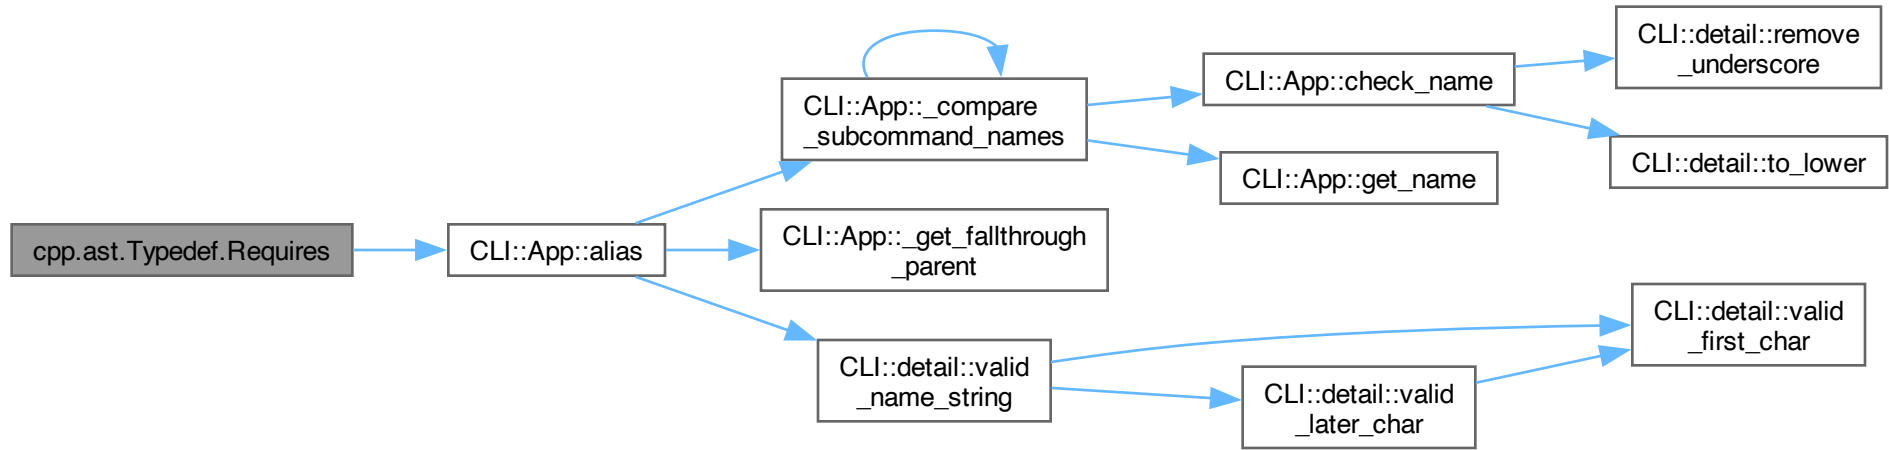 cpp.ast.Typedef.Requires
CLI::App::alias
CLI::App::_compare
_subcommand_names
CLI::App::_get_fallthrough
_parent
CLI::detail::valid
_name_string
CLI::App::check_name
CLI::App::get_name
CLI::detail::valid
_later_char
CLI::detail::remove
_underscore
CLI::detail::to_lower
CLI::detail::valid
_first_char